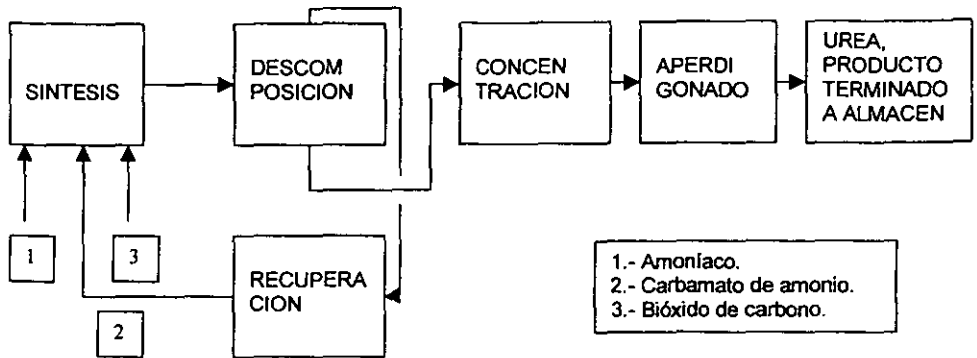 SINTESIS
DESCOM
POSICION
CONCEN
TRACION
APERDI
GONADO
UREA,
PRODUCTO
TERMINADO
A ALMACEN
1
3
2
RECUPERA
CION
1.- Amoníaco.
2.- Carbamato de amonio.
3.- Bióxido de carbono.